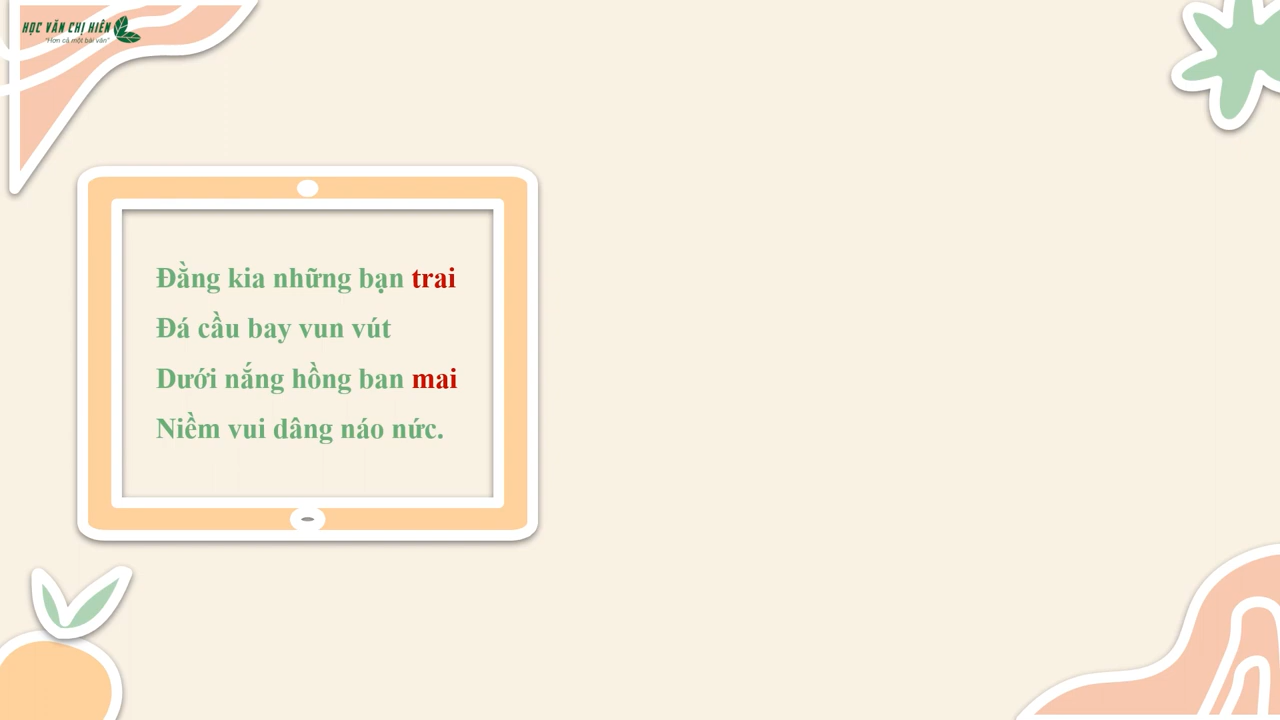 HỌC VĂN CHỊ HIÊN
"Hơn cả một bài văn"
Đằng kia những bạn trai
Đá cầu bay vun vút
Dưới nắng hồng ban mai
Niềm vui dâng náo nức.